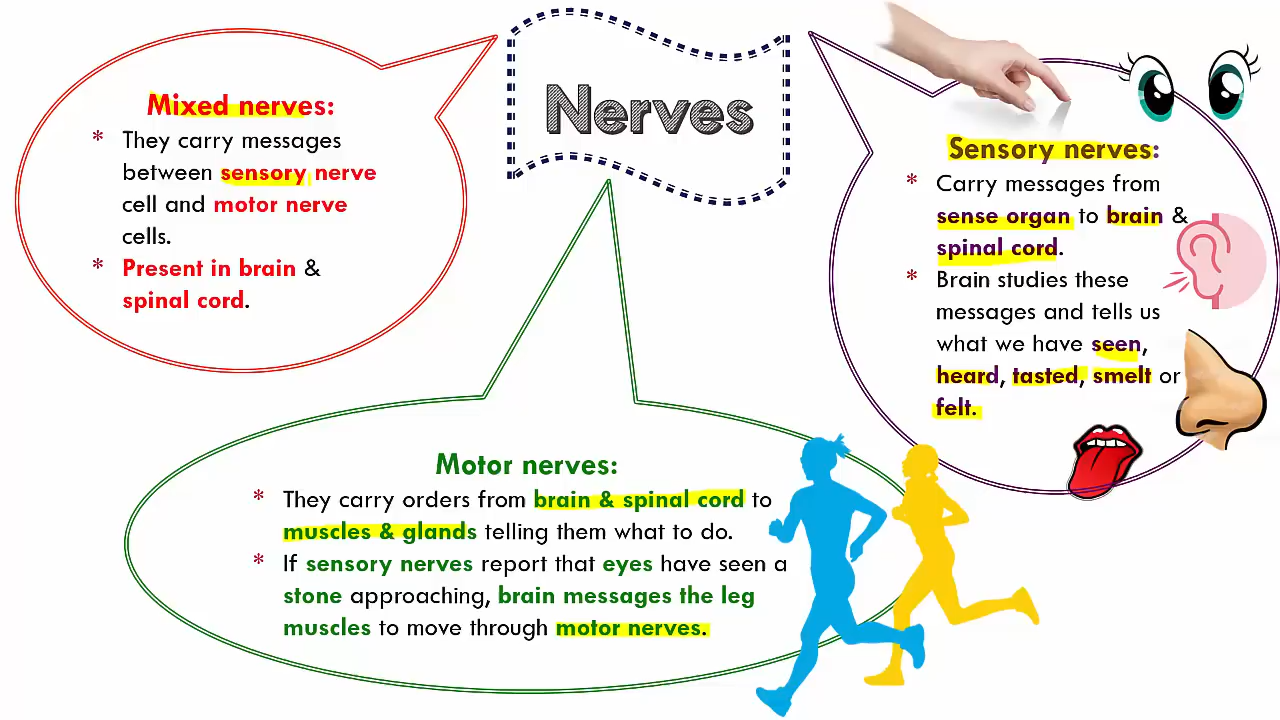 Nerves
Mixed nerves:
* They carry messages
between sensory nerve
cell and motor nerve
cells.
* Present in brain &
spinal cord.
Sensory nerves:
* Carry messages from
sense organ to brain &
spinal cord.
* Brain studies these
messages and tells us
what we have seen,
heard, tasted, smelt or
felt.
Motor nerves:
* They carry orders from brain & spinal cord to
muscles & glands telling them what to do.
* If sensory nerves report that eyes have seen a
stone approaching, brain messages the leg
muscles to move through motor nerves.